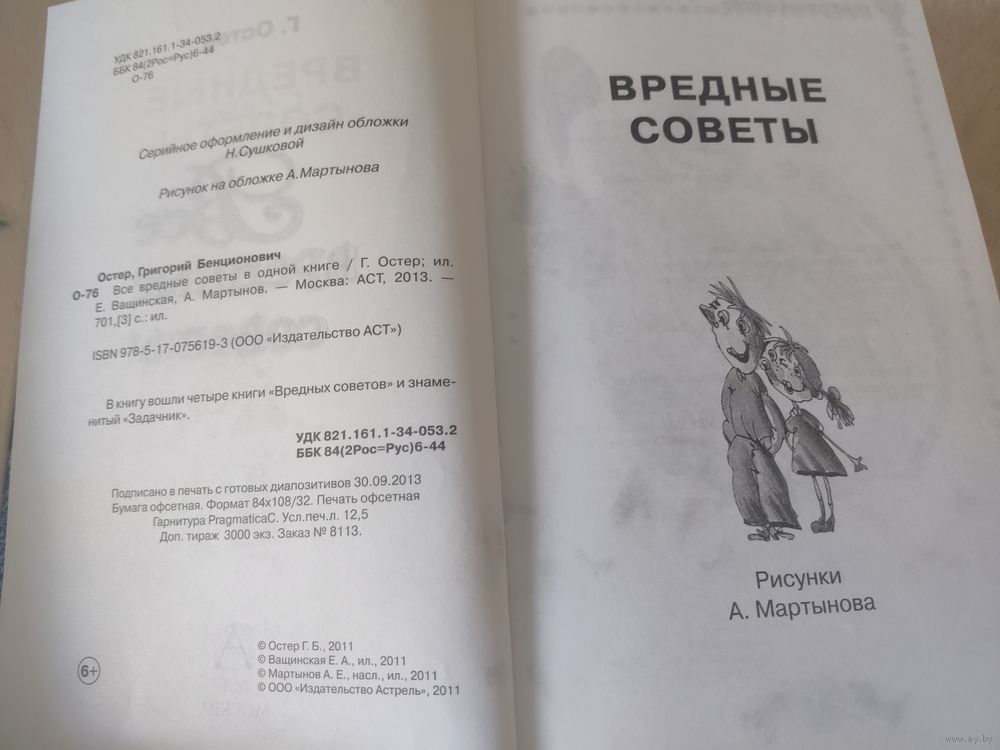 УДК 821.161.1-34-053.2
ББК 84(2Рос=Рус)6-44
О-76
Серийное оформление и дизайн обложки
Н.Сушковой
Рисунок на обложке А.Мартынова
Остер, Григорий Бенционович
О-76 Все вредные советы в одной книге / Г. Остер; ил.
Е. Ващинская, А. Мартынов. — Москва: АСТ, 2013. —
701,[3] с.: ил.
ISBN 978-5-17-075619-3 (ООО «Издательство АСТ»)
В книгу вошли четыре книги «Вредных советов» и знаме-
нитый «Задачник».
УДК 821.161.1-34-053.2
ББК 84(2Рос=Рус)6-44
Подписано в печать с готовых диапозитивов 30.09.2013
Бумага офсетная. Формат 84х108/32. Печать офсетная
Гарнитура PragmaticaC. Усл.печ.л. 12,5
Доп. тираж 3000 экз. Заказ № 8113.
6+
© Остер Г. Б., 2011
© Ващинская Е. А., ил., 2011
© Мартынов А. Е., насл., ил., 2011
© ООО «Издательство Астрель», 2011
ВРЕДНЫЕ
СОВЕТЫ
Рисунки
А. Мартынова
www.ay.by